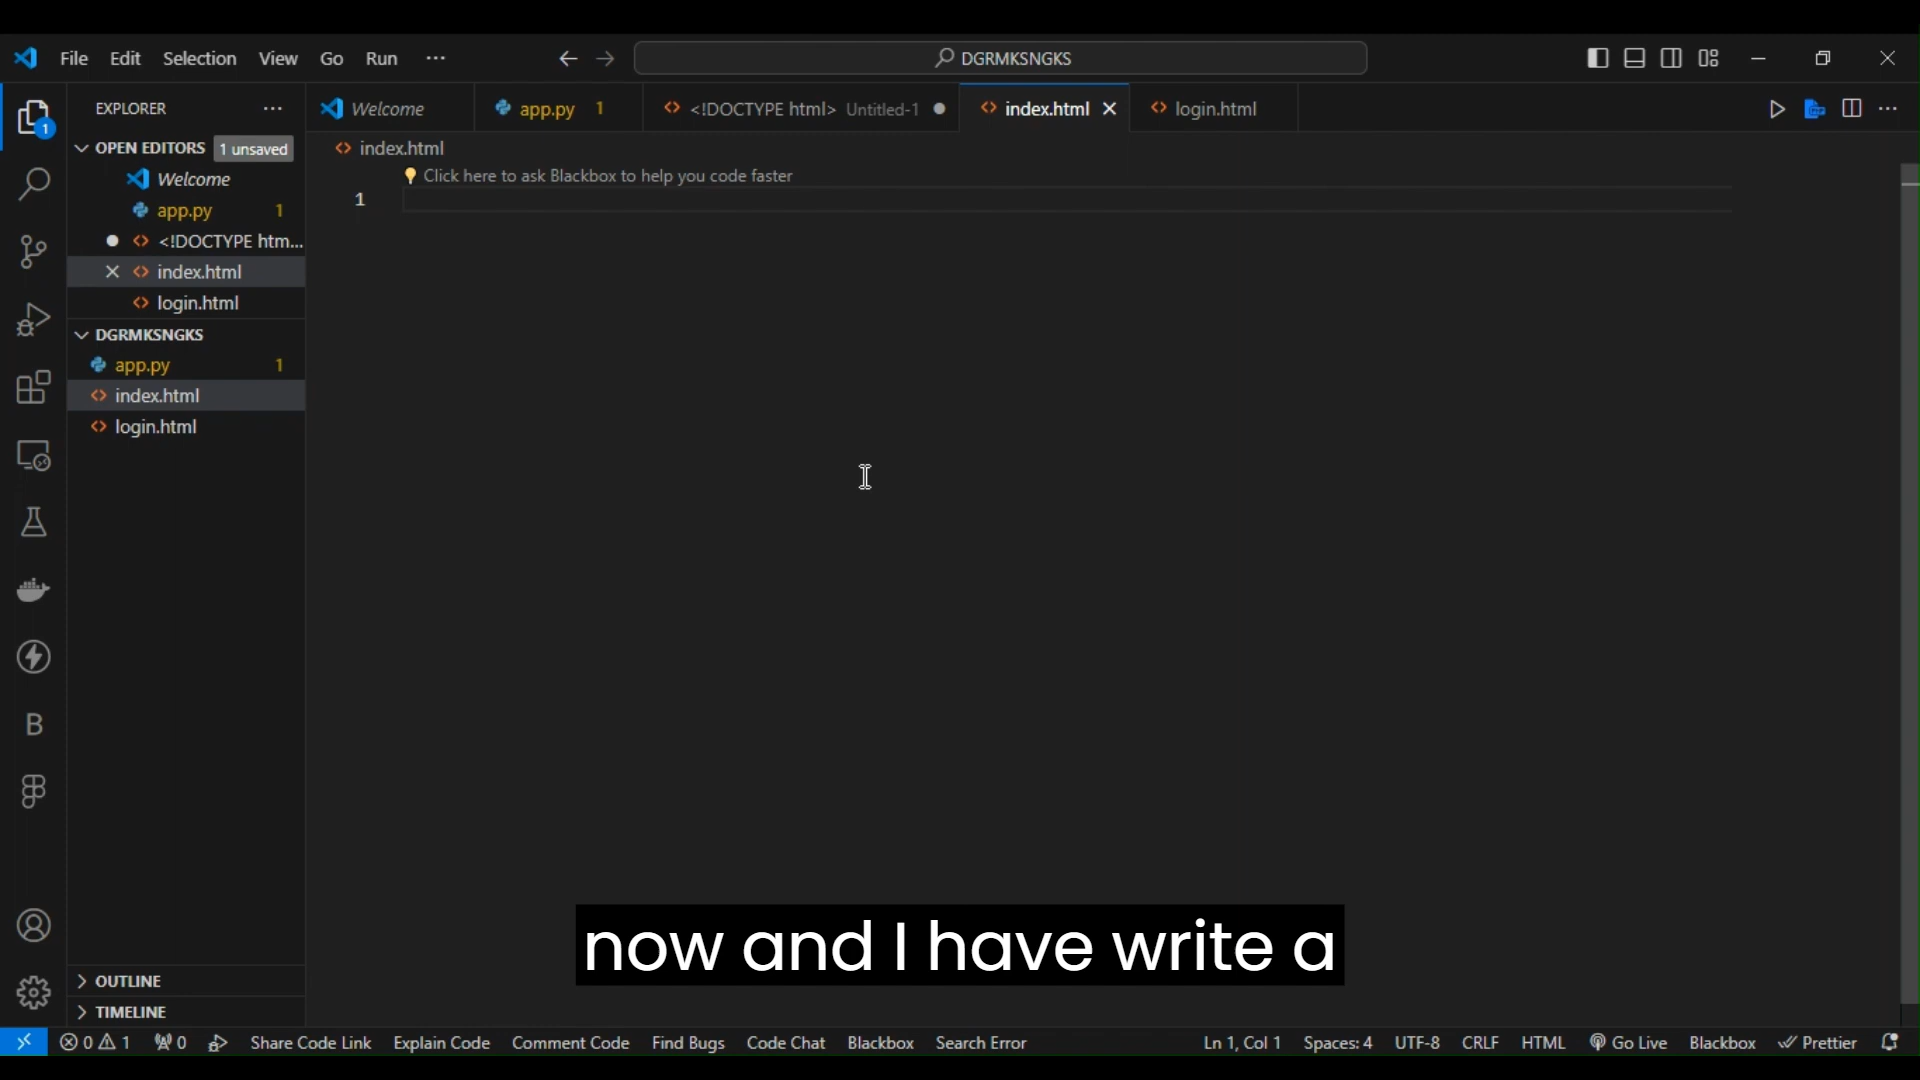 File Edit Selection View Go Run ···
DGRMKSNGKS
EXPLORER ···
Welcome
app.py 1
<!DOCTYPE html> Untitled-1
index.html
login.html
1
OPEN EDITORS 1 unsaved
Welcome
app.py 1
<!DOCTYPE htm...
index.html
login.html
DGRMKSNGKS
app.py 1
index.html
login.html
index.html
Click here to ask Blackbox to help you code faster
1
B
now and I have write a
OUTLINE
TIMELINE
0 1 0 Share Code Link Explain Code Comment Code Find Bugs Code Chat Blackbox Search Error Ln 1, Col 1 Spaces: 4 UTF-8 CRLF HTML Go Live Blackbox Prettier